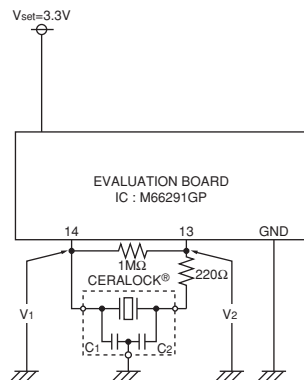 Vset=3.3V
EVALUATION BOARD
IC : M66291GP
14
13
GND
1MΩ
CERALOCK®
220Ω
V1
V2
C1
C2